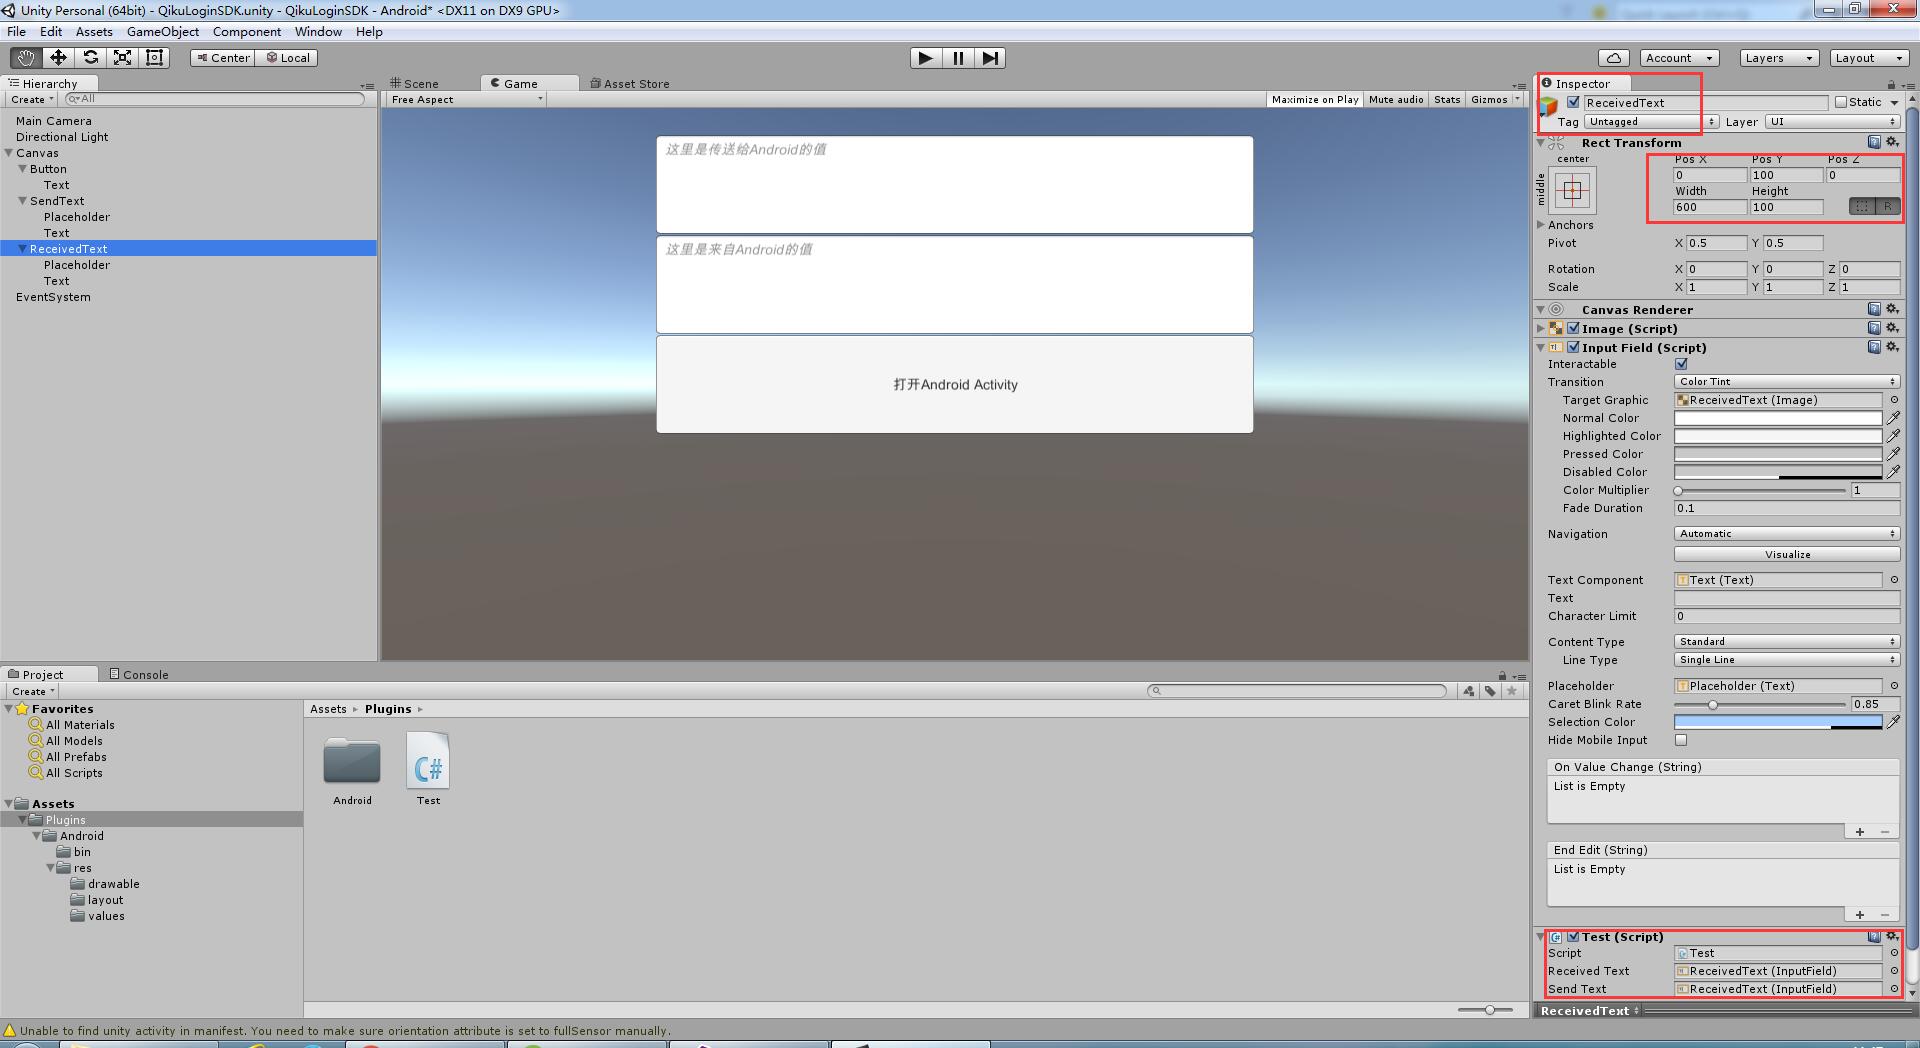 Unity Personal (64bit) - QikuLoginSDK.unity - QikuLoginSDK - Android* <DX11 on DX9 GPU>
File Edit Assets GameObject Component Window Help
Center Local
Account Layers Layout
Hierarchy
Create All
Main Camera
Directional Light
Canvas
Button
Text
SendText
Placeholder
Text
ReceivedText
Placeholder
Text
EventSystem
Scene Game Asset Store
Free Aspect Maximize on Play Mute audio Stats Gizmos
这里是传送给Android的值
这里是来自Android的值
打开Android Activity
Inspector
ReceivedText Static
Tag Untagged Layer UI
Rect Transform
center Pos X Pos Y Pos Z
middle 0 100 0
Width Height
600 100 R
Anchors
Pivot X 0.5 Y 0.5
Rotation X 0 Y 0 Z 0
Scale X 1 Y 1 Z 1
Canvas Renderer
Image (Script)
Input Field (Script)
Interactable
Transition Color Tint
Target Graphic ReceivedText (Image)
Normal Color
Highlighted Color
Pressed Color
Disabled Color
Color Multiplier 1
Fade Duration 0.1
Navigation Automatic
Visualize
Text Component Text (Text)
Text
Character Limit 0
Content Type Standard
Line Type Single Line
Placeholder Placeholder (Text)
Caret Blink Rate 0.85
Selection Color
Hide Mobile Input
On Value Change (String)
List is Empty
End Edit (String)
List is Empty
C# Test (Script)
Script Test
Received Text ReceivedText (InputField)
Send Text ReceivedText (InputField)
ReceivedText
Project Console
Create
Favorites
All Materials
All Models
All Prefabs
All Scripts
Assets
Plugins
Android
bin
res
drawable
layout
values
Assets Plugins
C#
Android Test
Unable to find unity activity in manifest. You need to make sure orientation attribute is set to fullSensor manually.